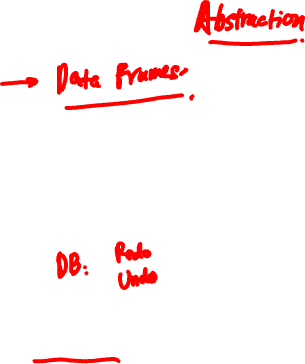 Abstraction
→ Data Frames.
DB: Redo
Undo